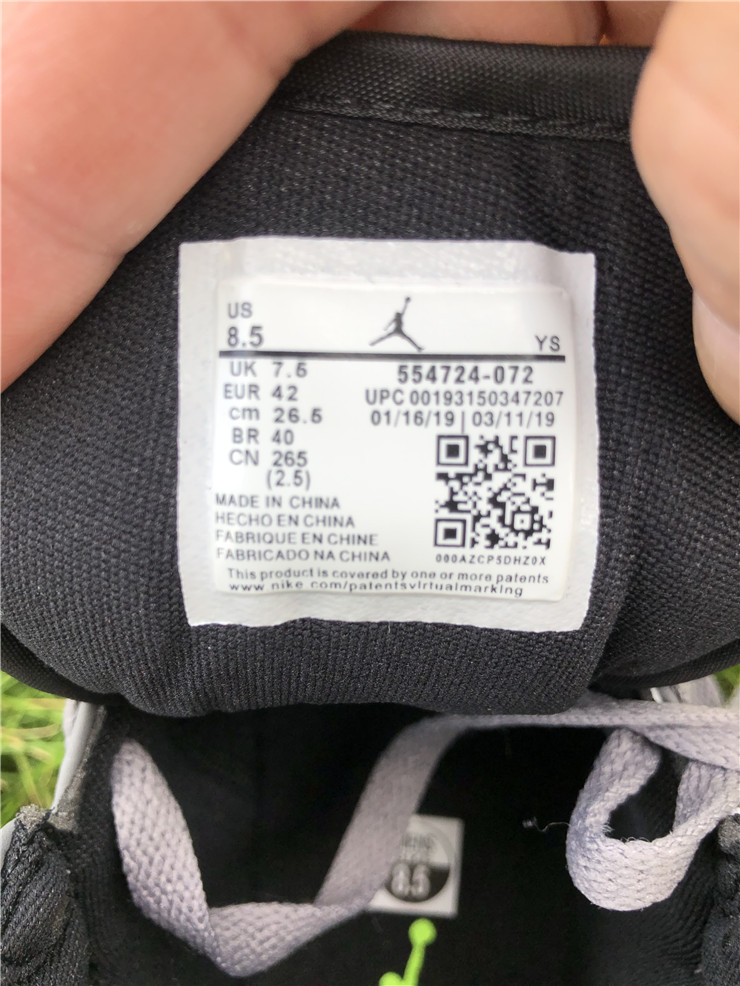 US
8.5
YS
UK 7.5
EUR 42
cm 26.5
BR 40
CN 265
(2.5)
554724-072
UPC 00193150347207
01/16/19 | 03/11/19
MADE IN CHINA
HECHO EN CHINA
FABRIQUE EN CHINE
FABRICADO NA CHINA
000AZCP5DHZ0X
This product is covered by one or more patents
www.nike.com/patentsvirtualmarking
8.5